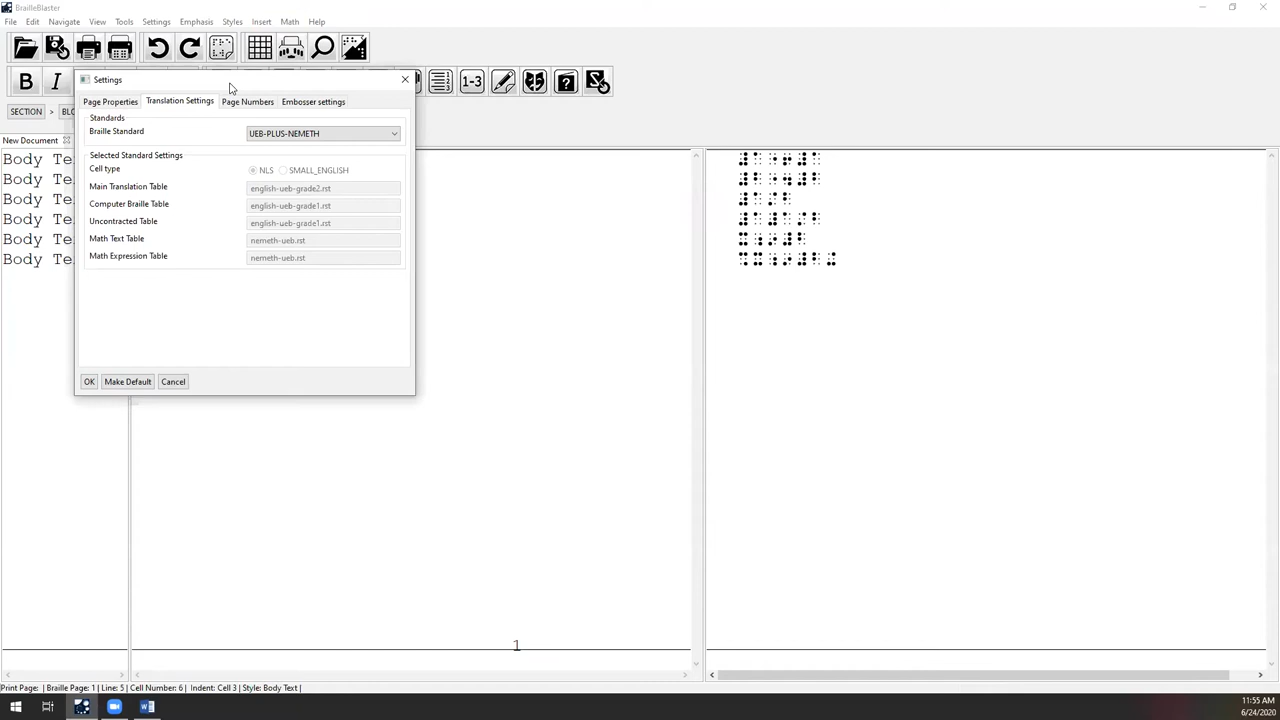 BrailleBlaster
File Edit Navigate View Tools Settings Emphasis Styles Insert Math Help
B I 1-3
Settings
Page Properties Translation Settings Page Numbers Embosser settings
SECTION >
Standards
Braille Standard UEB-PLUS-NEMETH
New Document
Selected Standard Settings
Cell type NLS SMALL_ENGLISH
Main Translation Table english-ueb-grade2.rst
Computer Braille Table english-ueb-grade1.rst
Uncontracted Table english-ueb-grade1.rst
Math Text Table nemeth-ueb.rst
Math Expression Table nemeth-ueb.rst
Body Te
Body Te
Body Te
Body Te
Body Te
Body Te
OK Make Default Cancel
1
Print Page: | Braille Page: 1 | Line: 5 | Cell Number: 6 | Indent: Cell 3 | Style: Body Text |
11:55 AM
6/24/2020